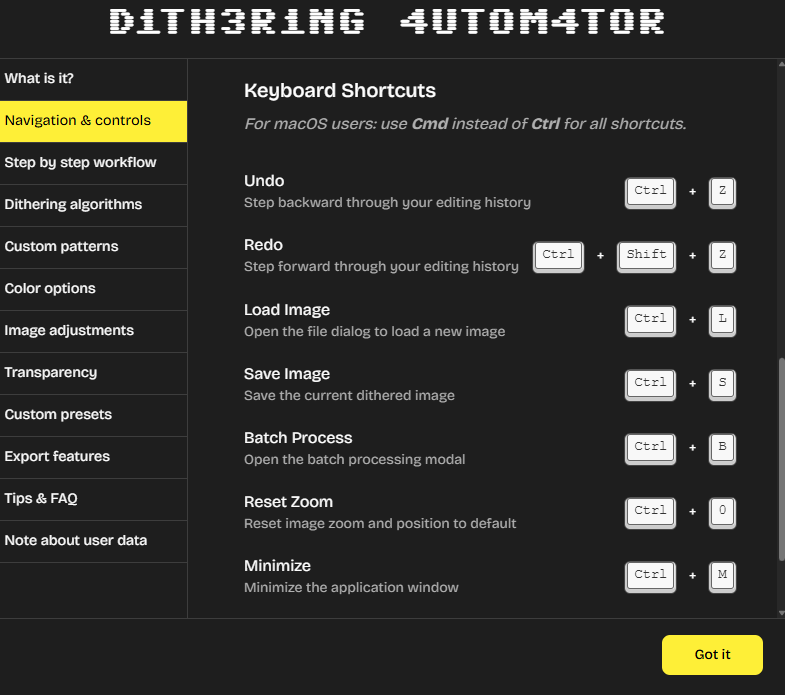 D1TH3R1NG 4UTOM4TOR
What is it?
Navigation & controls
Step by step workflow
Dithering algorithms
Custom patterns
Color options
Image adjustments
Transparency
Custom presets
Export features
Tips & FAQ
Note about user data
Keyboard Shortcuts
For macOS users: use Cmd instead of Ctrl for all shortcuts.
Undo
Step backward through your editing history
Ctrl + Z
Redo
Step forward through your editing history
Ctrl + Shift + Z
Load Image
Open the file dialog to load a new image
Ctrl + L
Save Image
Save the current dithered image
Ctrl + S
Batch Process
Open the batch processing modal
Ctrl + B
Reset Zoom
Reset image zoom and position to default
Ctrl + 0
Minimize
Minimize the application window
Ctrl + M
Got it